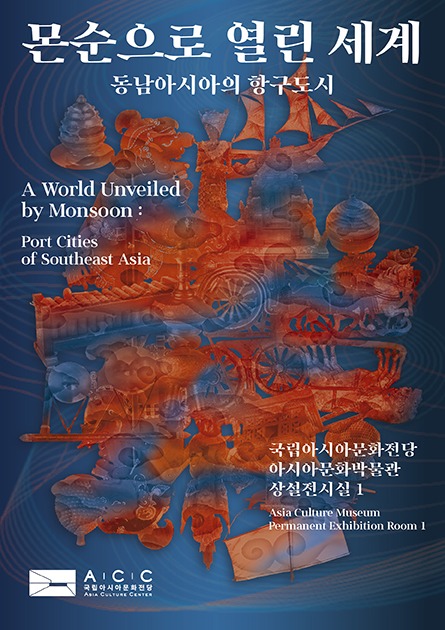 몬순으로 열린 세계
동남아시아의 항구도시
A World Unveiled
by Monsoon :
Port Cities
of Southeast Asia
국립아시아문화전당
아시아문화박물관
상설전시실 1
Asia Culture Museum
Permanent Exhibition Room 1
A C C
국립아시아문화전당
ASIA CULTURE CENTER